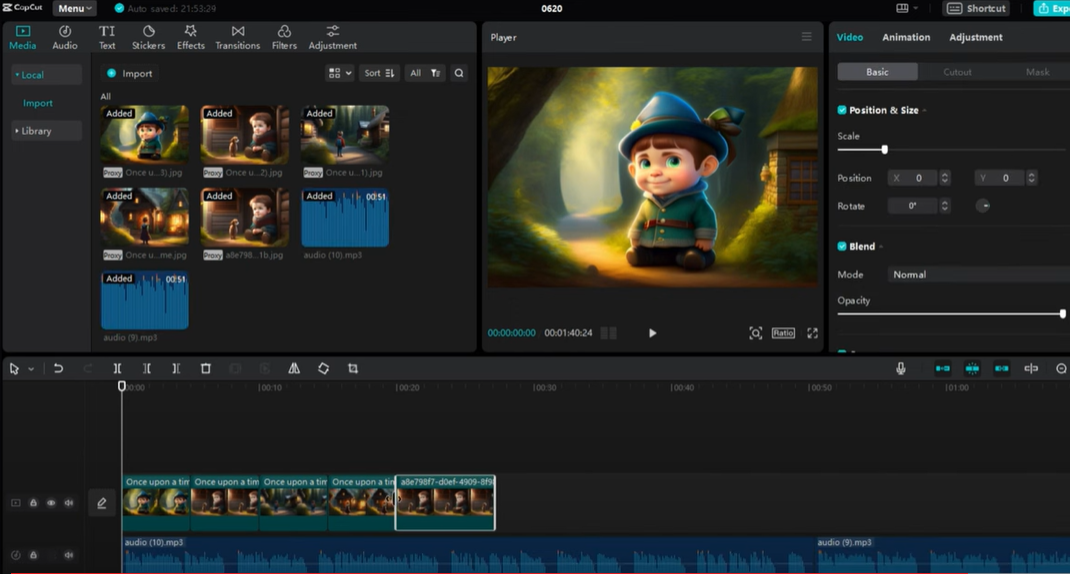 CapCut Menu Auto saved: 21:53:29 0620 Shortcut Exp
Media Audio Text Stickers Effects Transitions Filters Adjustment
Local
Import
Library
Import Sort All
All
Added Added Added
Proxy Once u...3).jpg Proxy Once u...2).jpg Proxy Once u...1).jpg
Added Added Added 00:51
Proxy Once u...me.jpg Proxy a8e798...1b.jpg audio (10).mp3
Added 00:51
audio (9).mp3
Player
00:00:00:00 00:01:40:24 Ratio
Video Animation Adjustment
Basic Cutout Mask
Position & Size
Scale
Position X 0 Y 0
Rotate 0°
Blend
Mode Normal
Opacity
00:00 00:10 00:20 00:30 00:40 00:50 01:00
Once upon a tim Once upon a tim Once upon a tim Once upon a tim a8e798f7-d0ef-4909-8f9
audio (10).mp3 audio (9).mp3